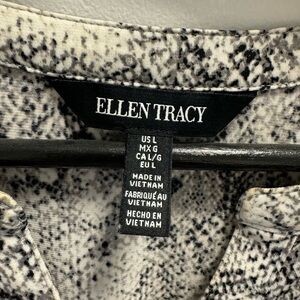 ELLEN TRACY
US L
MX G
CA L/G
EU L
MADE IN
VIETNAM
FABRIQUÉ AU
VIETNAM
HECHO EN
VIETNAM